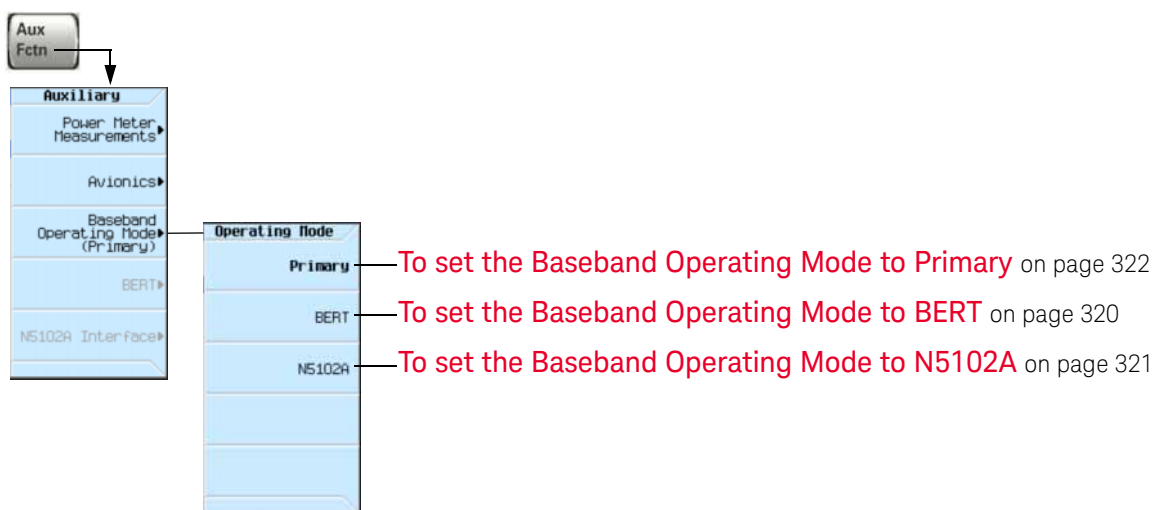 Aux
Fctn
Auxiliary
Power Meter
Measurements
Avionics
Baseband
Operating Mode
(Primary)
BERT
N5102A Interface
Operating Mode
Primary
To set the Baseband Operating Mode to Primary on page 322
BERT
To set the Baseband Operating Mode to BERT on page 320
N5102A
To set the Baseband Operating Mode to N5102A on page 321